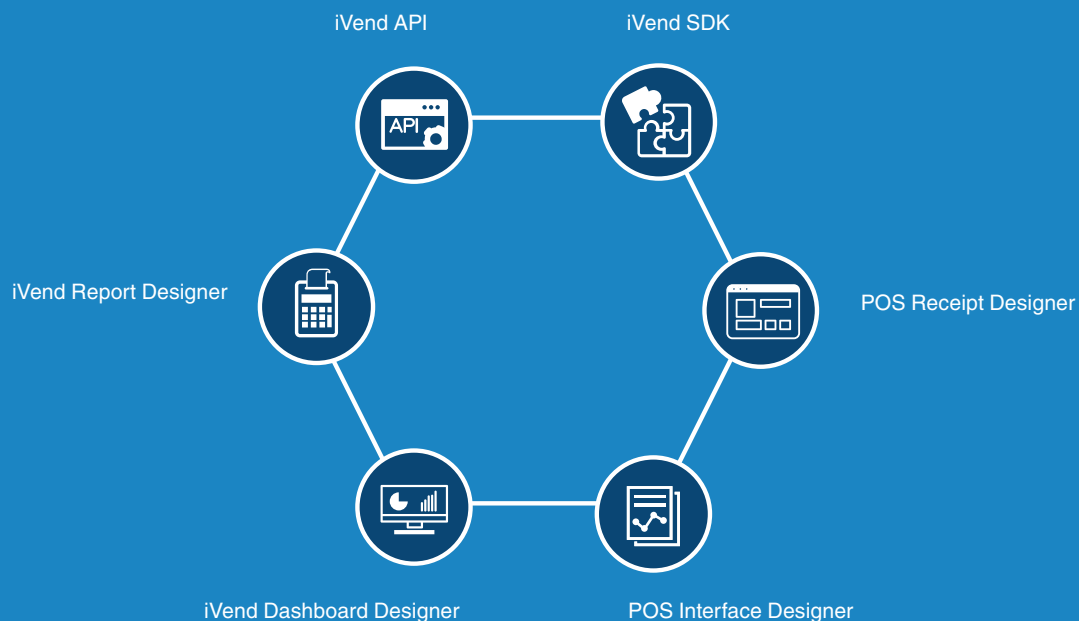 iVend API
iVend SDK
API
iVend Report Designer
POS Receipt Designer
iVend Dashboard Designer
POS Interface Designer